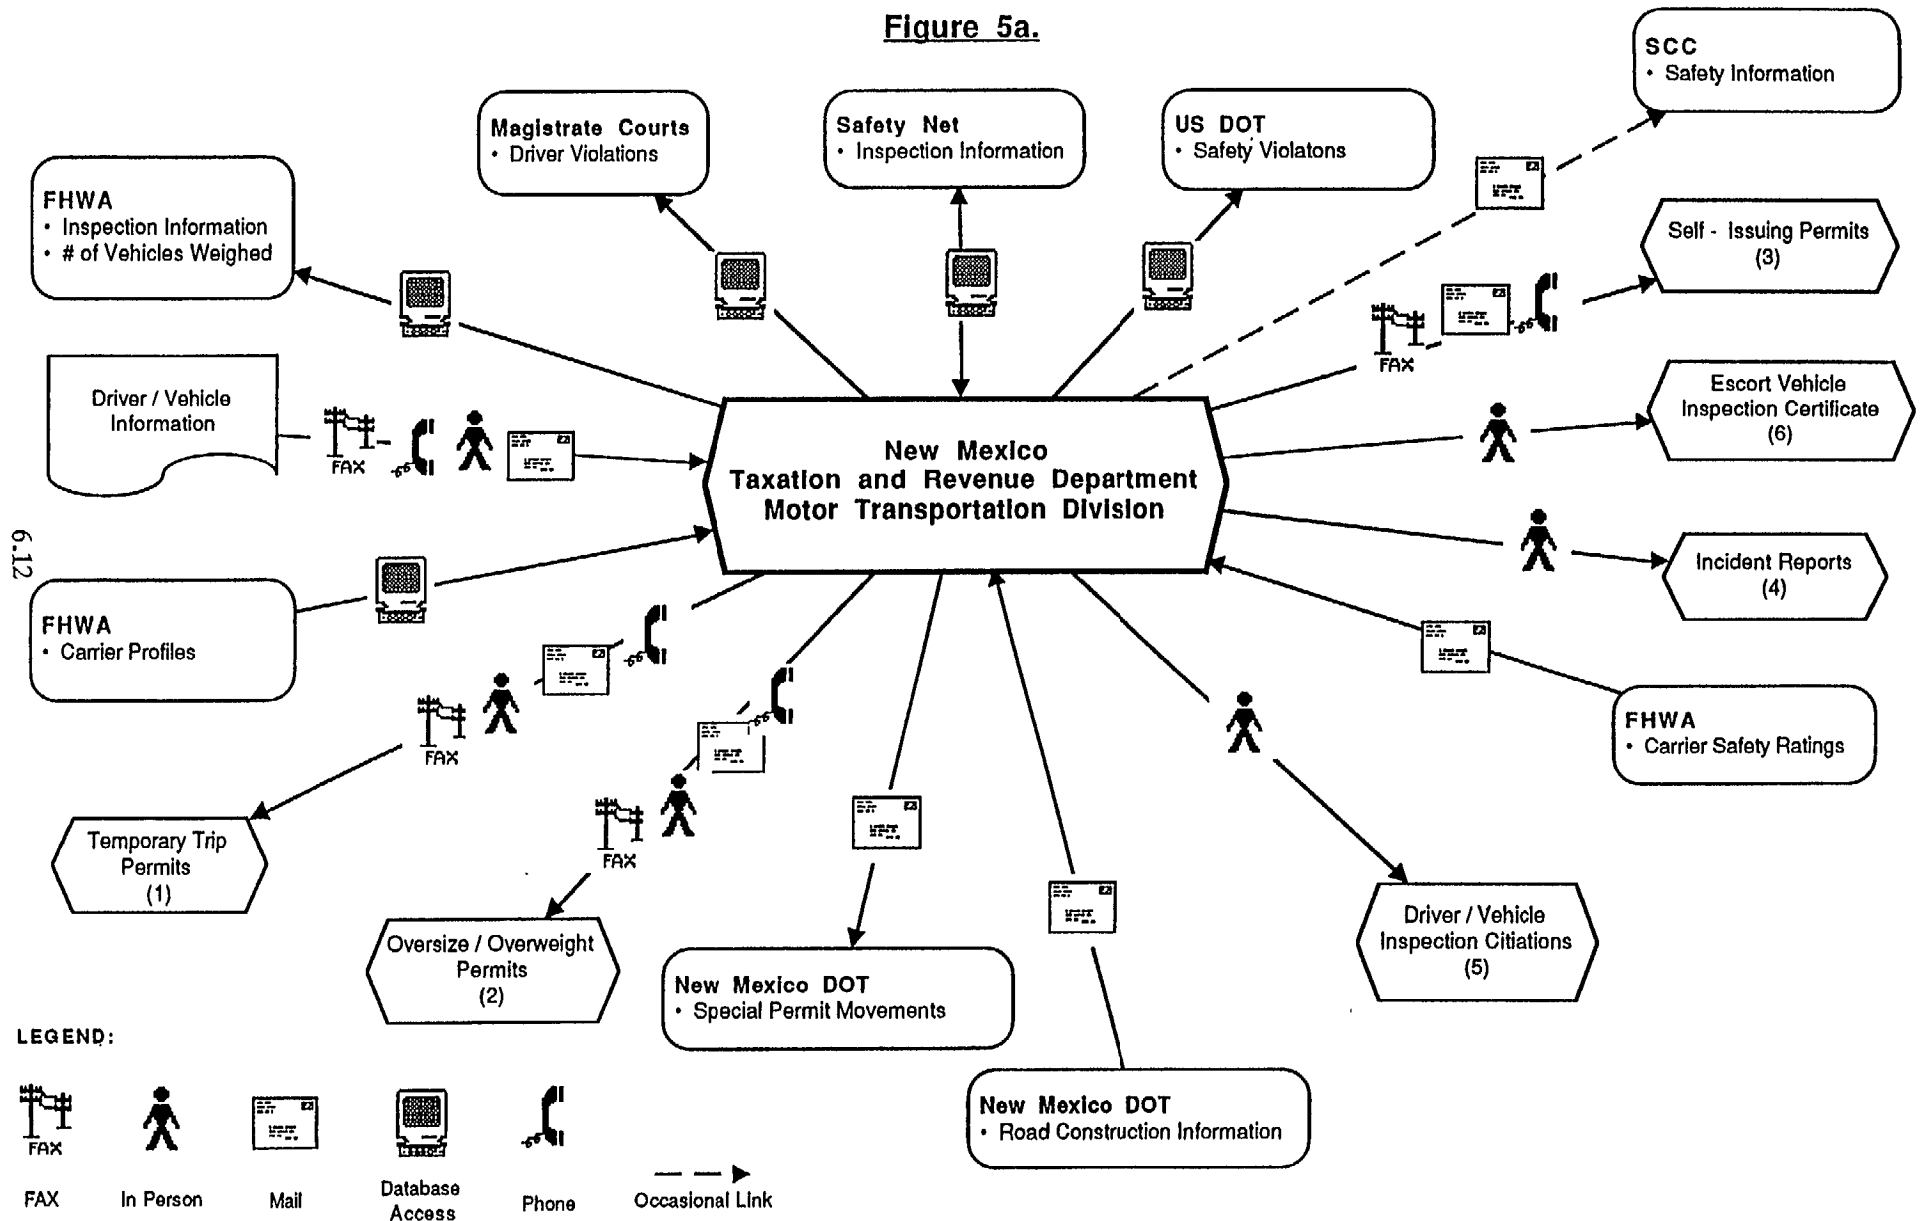 Figure 5a.
SCC
• Safety Information
Magistrate Courts
• Driver Violations
Safety Net
• Inspection Information
US DOT
• Safety Violatons
FHWA
• Inspection Information
• # of Vehicles Weighed
Self - Issuing Permits
(3)
FAX
Driver / Vehicle
Information
FAX
Escort Vehicle
Inspection Certificate
(6)
New Mexico
Taxation and Revenue Department
Motor Transportation Division
Incident Reports
(4)
6.12
FHWA
• Carrier Profiles
FHWA
• Carrier Safety Ratings
FAX
FAX
Temporary Trip
Permits
(1)
Oversize / Overweight
Permits
(2)
New Mexico DOT
• Special Permit Movements
Driver / Vehicle
Inspection Citiations
(5)
New Mexico DOT
• Road Construction Information
LEGEND:
FAX
FAX
In Person
Mail
Database
Access
Phone
Occasional Link